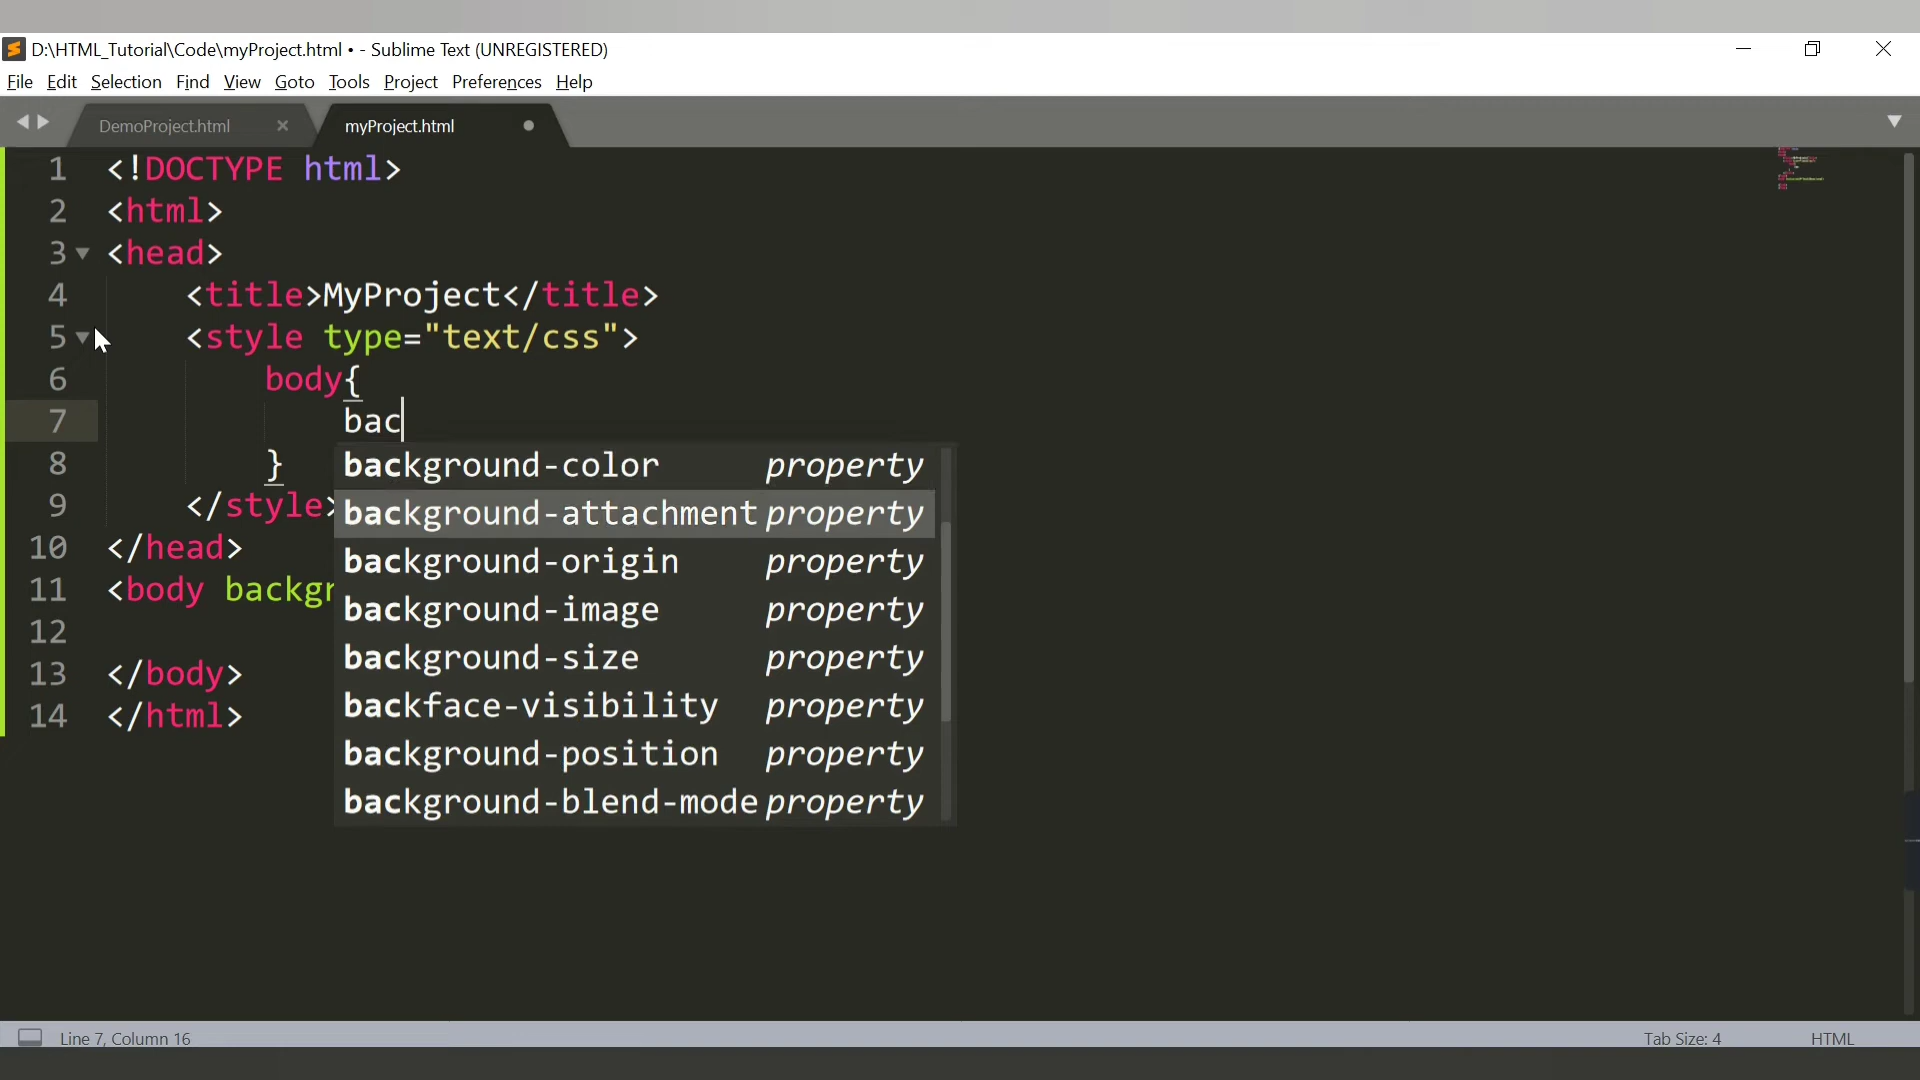 D:\HTML_Tutorial\Code\myProject.html • - Sublime Text (UNREGISTERED)
File Edit Selection Find View Goto Tools Project Preferences Help
DemoProject.html myProject.html
1 <!DOCTYPE html>
2 <html>
3 <head>
4 <title>MyProject</title>
5 <style type="text/css">
6 body{
7 bac
8 } background-color property
9 </style> background-attachment property
10 </head> background-origin property
11 <body backgr background-image property
12 background-size property
13 </body> backface-visibility property
14 </html> background-position property
background-blend-mode property
Line 7, Column 16 Tab Size: 4 HTML